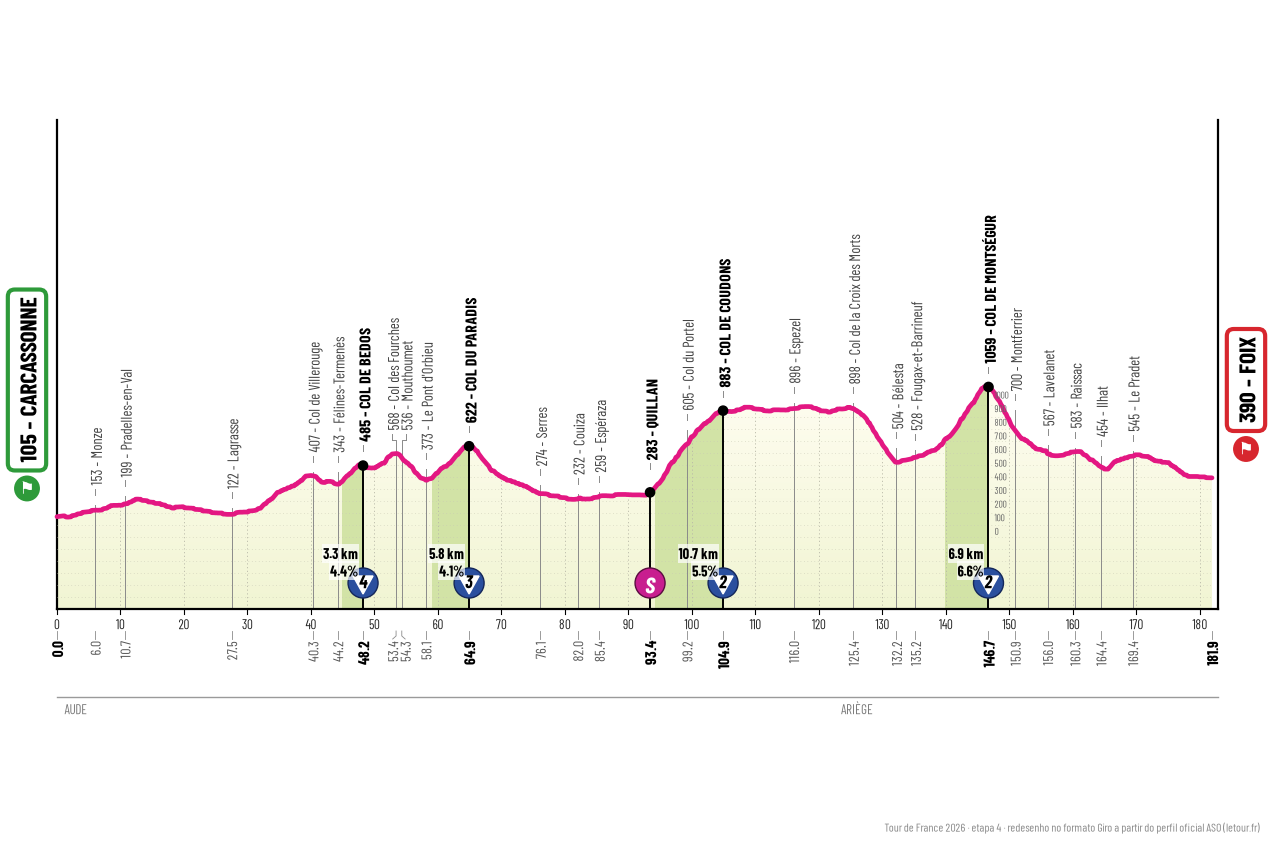 105 - CARCASSONNE
153 - Monze
199 - Pradelles-en-Val
122 - Lagrasse
407 - Col de Villerouge
343 - Félines-Termenès
485 - COL DE BEDOS
568 - Col des Fourches
536 - Mouthoumet
373 - Le Pont d'Orbieu
622 - COL DU PARADIS
274 - Serres
232 - Couiza
259 - Espéraza
283 - QUILLAN
605 - Col du Portel
883 - COL DE COUDONS
896 - Espezel
898 - Col de la Croix des Morts
504 - Bélesta
528 - Fougax-et-Barrineuf
1059 - COL DE MONTSÉGUR
700 - Montferrier
567 - Lavelanet
583 - Raissac
454 - Ilhat
545 - Le Pradet
390 - FOIX
1000
900
800
700
600
500
400
300
200
100
0
3.3 km
4.4%
4
5.8 km
4.1%
3
S
10.7 km
5.5%
2
6.9 km
6.6%
2
0 10 20 30 40 50 60 70 80 90 100 110 120 130 140 150 160 170 180
0.0 6.0 10.7 27.5 40.3 44.2 48.2 53.4 54.3 58.1 64.9 76.1 82.0 85.4 93.4 99.2 104.9 116.0 125.4 132.2 135.2 146.7 150.9 156.0 160.3 164.4 169.4 181.9
AUDE ARIÈGE
Tour de France 2026 · etapa 4 · redesenho no formato Giro a partir do perfil oficial ASO (letour.fr)